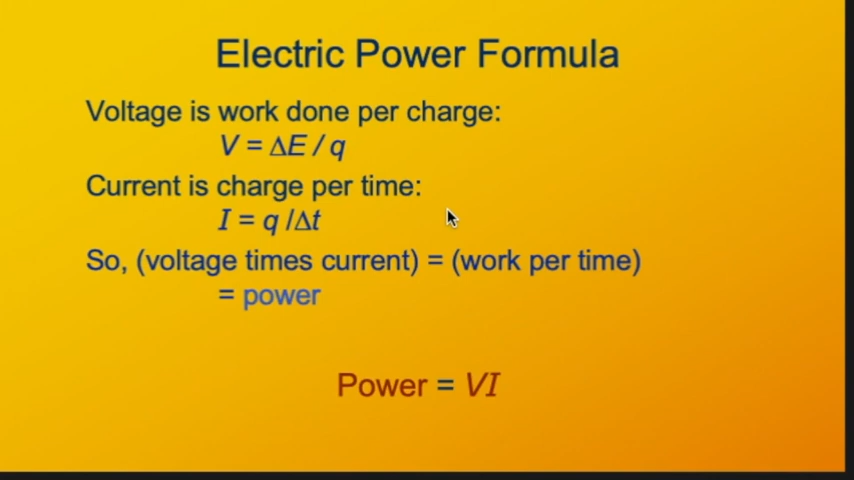 Electric Power Formula
Voltage is work done per charge:
V = ΔE / q
Current is charge per time:
I = q /Δt
So, (voltage times current) = (work per time)
= power
Power = VI